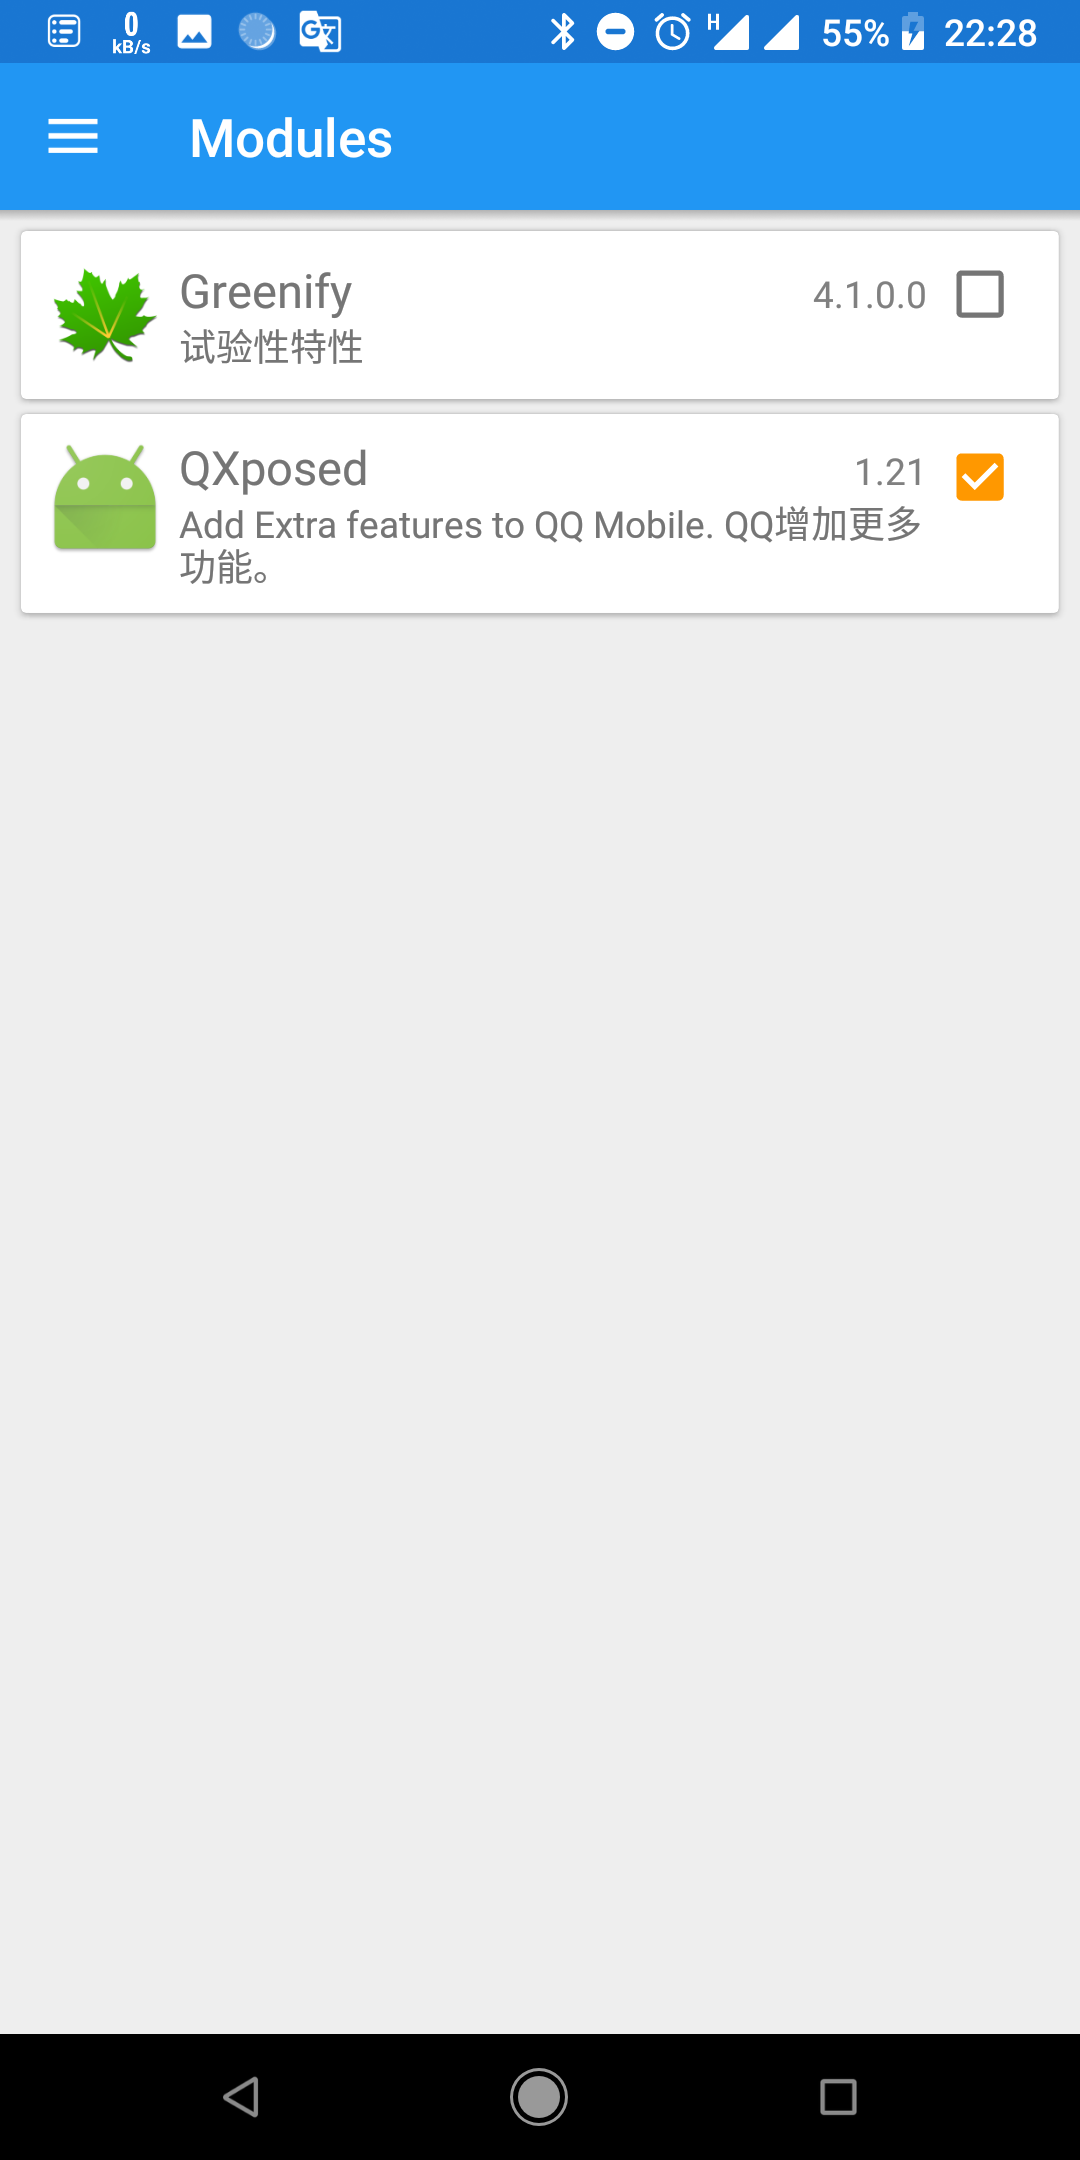 0
kB/s
H
55%
22:28
Modules
Greenify
4.1.0.0
试验性特性
QXposed
1.21
Add Extra features to QQ Mobile. QQ增加更多
功能。